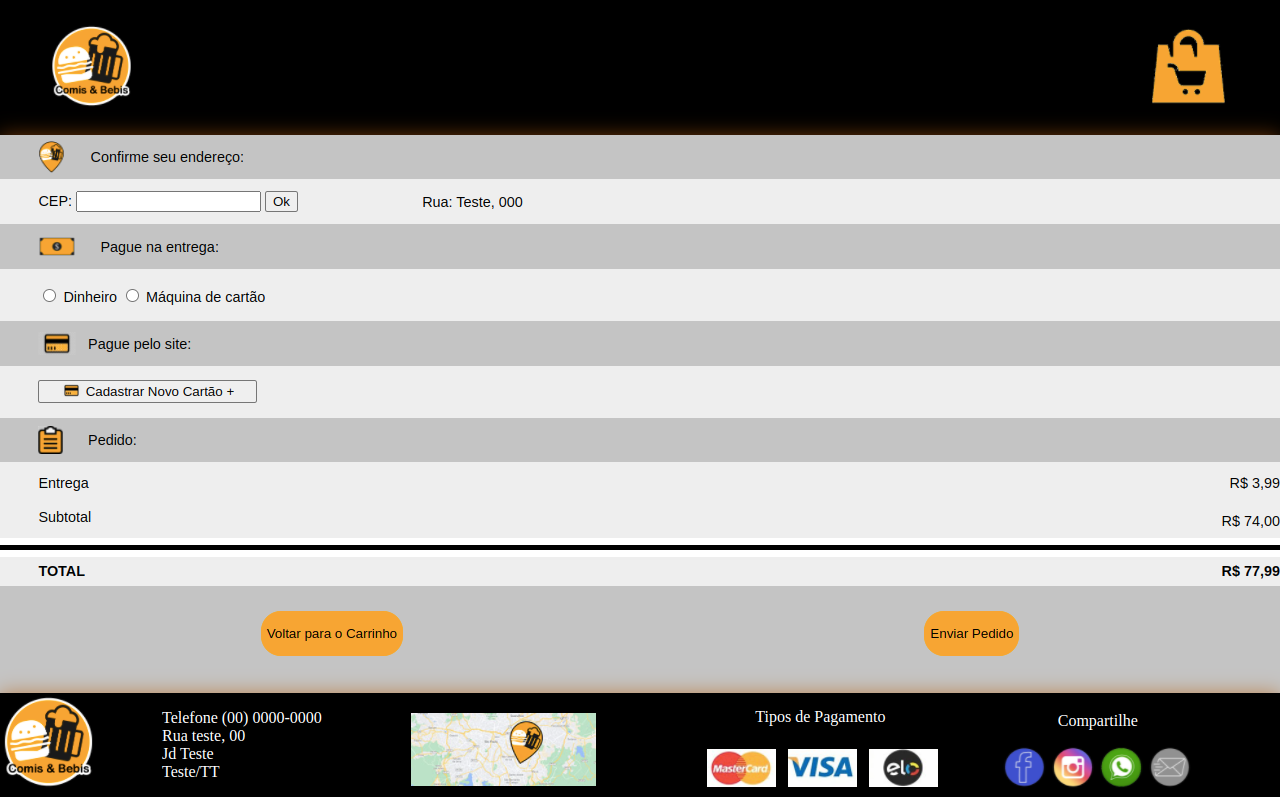 Comis & Bebis
Confirme seu endereço:
CEP: Ok Rua: Teste, 000
Pague na entrega:
Dinheiro Máquina de cartão
Pague pelo site:
Cadastrar Novo Cartão +
Pedido:
Entrega R$ 3,99
Subtotal R$ 74,00
TOTAL R$ 77,99
Voltar para o Carrinho Enviar Pedido
Comis & Bebis
Telefone (00) 0000-0000
Rua teste, 00
Jd Teste
Teste/TT
Tipos de Pagamento
MasterCard VISA elo
Compartilhe